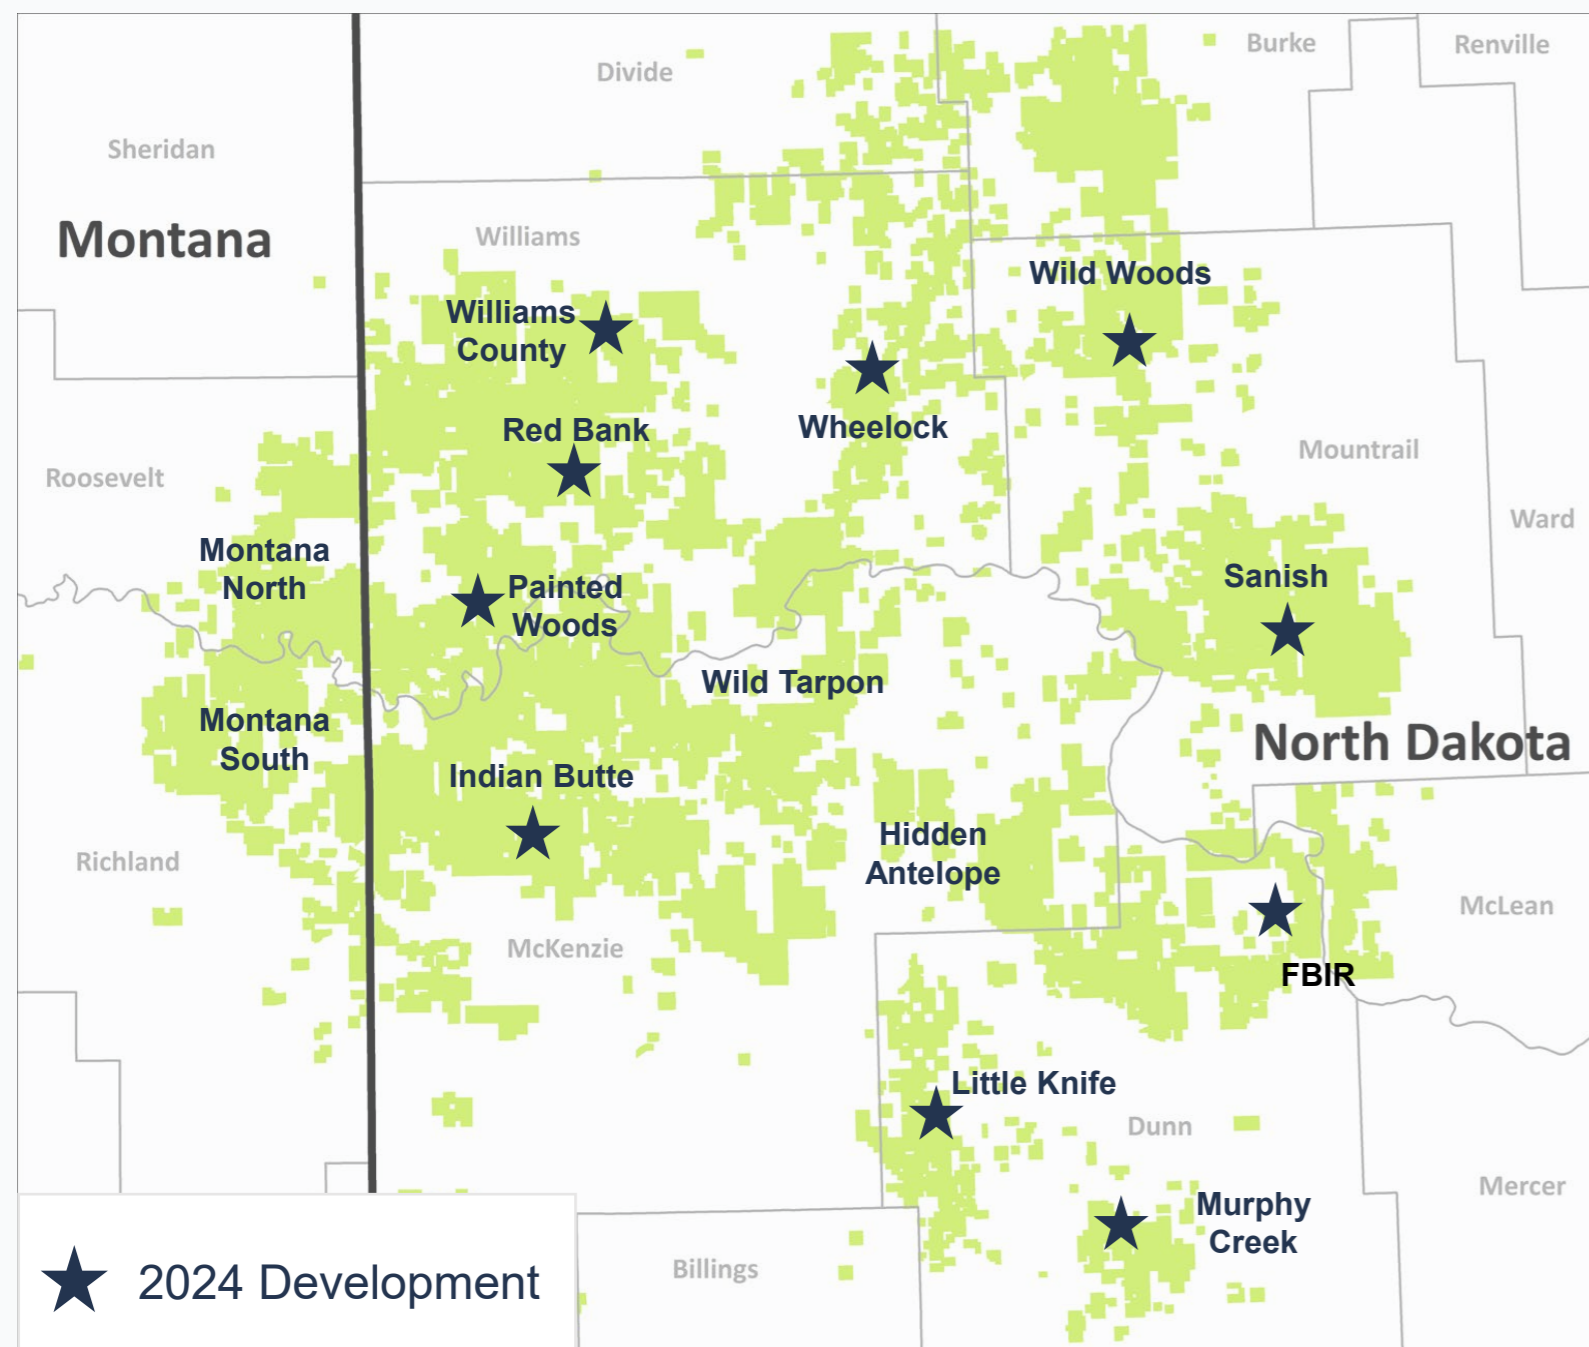 Burke
Renville
Divide
Sheridan
Montana
Williams
Wild Woods
Williams
County
Wheelock
Red Bank
Mountrail
Roosevelt
Ward
Montana
North
Sanish
Painted
Woods
Wild Tarpon
Montana
South
North Dakota
Indian Butte
Hidden
Antelope
Richland
McLean
McKenzie
FBIR
Little Knife
Dunn
Mercer
Murphy
Creek
Billings
2024 Development